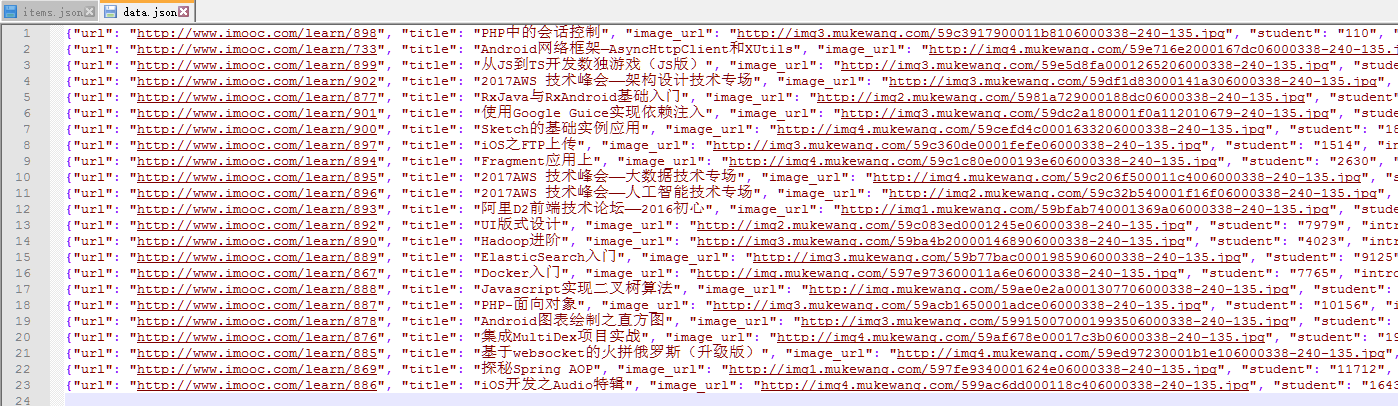 items.json data.json
1 {"url": "http://www.imooc.com/learn/898", "title": "PHP中的会话控制", "image_url": "http://img3.mukewang.com/59c3917900011b8106000338-240-135.jpg", "student": "110", "
2 {"url": "http://www.imooc.com/learn/733", "title": "Android网络框架—AsyncHttpClient和XUtils", "image_url": "http://img4.mukewang.com/59e716e2000167dc06000338-240-135.jpg
3 {"url": "http://www.imooc.com/learn/899", "title": "从JS到TS开发数独游戏（JS版）", "image_url": "http://img3.mukewang.com/59e5d8fa0001265206000338-240-135.jpg", "stude
4 {"url": "http://www.imooc.com/learn/902", "title": "2017AWS 技术峰会——架构设计技术专场", "image_url": "http://img3.mukewang.com/59df1d83000141a306000338-240-135.jpg",
5 {"url": "http://www.imooc.com/learn/877", "title": "RxJava与RxAndroid基础入门", "image_url": "http://img2.mukewang.com/5981a729000188dc06000338-240-135.jpg", "student
6 {"url": "http://www.imooc.com/learn/901", "title": "使用Google Guice实现依赖注入", "image_url": "http://img3.mukewang.com/59dc2a180001f0a112010679-240-135.jpg", "stud
7 {"url": "http://www.imooc.com/learn/900", "title": "Sketch的基础实例应用", "image_url": "http://img4.mukewang.com/59cefd4c0001633206000338-240-135.jpg", "student": "18
8 {"url": "http://www.imooc.com/learn/897", "title": "iOS之FTP上传", "image_url": "http://img3.mukewang.com/59c360de0001fefe06000338-240-135.jpg", "student": "1514", "in
9 {"url": "http://www.imooc.com/learn/894", "title": "Fragment应用上", "image_url": "http://img4.mukewang.com/59c1c80e000193e606000338-240-135.jpg", "student": "2630", "
10 {"url": "http://www.imooc.com/learn/895", "title": "2017AWS 技术峰会——大数据技术专场", "image_url": "http://img4.mukewang.com/59c206f500011c4006000338-240-135.jpg", "s
11 {"url": "http://www.imooc.com/learn/896", "title": "2017AWS 技术峰会——人工智能技术专场", "image_url": "http://img2.mukewang.com/59c32b540001f16f06000338-240-135.jpg",
12 {"url": "http://www.imooc.com/learn/893", "title": "阿里D2前端技术论坛——2016初心", "image_url": "http://img1.mukewang.com/59bfab740001369a06000338-240-135.jpg", "stude
13 {"url": "http://www.imooc.com/learn/892", "title": "UI版式设计", "image_url": "http://img2.mukewang.com/59c083ed0001245e06000338-240-135.jpg", "student": "7979", "intr
14 {"url": "http://www.imooc.com/learn/890", "title": "Hadoop进阶", "image_url": "http://img3.mukewang.com/59ba4b200001468906000338-240-135.jpg", "student": "4023", "intr
15 {"url": "http://www.imooc.com/learn/889", "title": "ElasticSearch入门", "image_url": "http://img3.mukewang.com/59b77bac0001985906000338-240-135.jpg", "student": "9125"
16 {"url": "http://www.imooc.com/learn/867", "title": "Docker入门", "image_url": "http://img.mukewang.com/597e973600011a6e06000338-240-135.jpg", "student": "7765", "intro
17 {"url": "http://www.imooc.com/learn/888", "title": "Javascript实现二叉树算法", "image_url": "http://img4.mukewang.com/59ae0e2a0001307706000338-240-135.jpg", "student":
18 {"url": "http://www.imooc.com/learn/887", "title": "PHP-面向对象", "image_url": "http://img3.mukewang.com/59acb1650001adce06000338-240-135.jpg", "student": "10156", "i
19 {"url": "http://www.imooc.com/learn/878", "title": "Android图表绘制之直方图", "image_url": "http://img3.mukewang.com/599150070001993506000338-240-135.jpg", "student":
20 {"url": "http://www.imooc.com/learn/876", "title": "集成MultiDex项目实战", "image_url": "http://img4.mukewang.com/59af678e00017c3b06000338-240-135.jpg", "student": "19
21 {"url": "http://www.imooc.com/learn/885", "title": "基于websocket的火拼俄罗斯（升级版）", "image_url": "http://img4.mukewang.com/59ed97230001b1e106000338-240-135.jpg",
22 {"url": "http://www.imooc.com/learn/869", "title": "探秘Spring AOP", "image_url": "http://img1.mukewang.com/597fe9340001624e06000338-240-135.jpg", "student": "11712",
23 {"url": "http://www.imooc.com/learn/886", "title": "iOS开发之Audio特辑", "image_url": "http://img4.mukewang.com/599ac6dd000118c406000338-240-135.jpg", "student": "1643
24